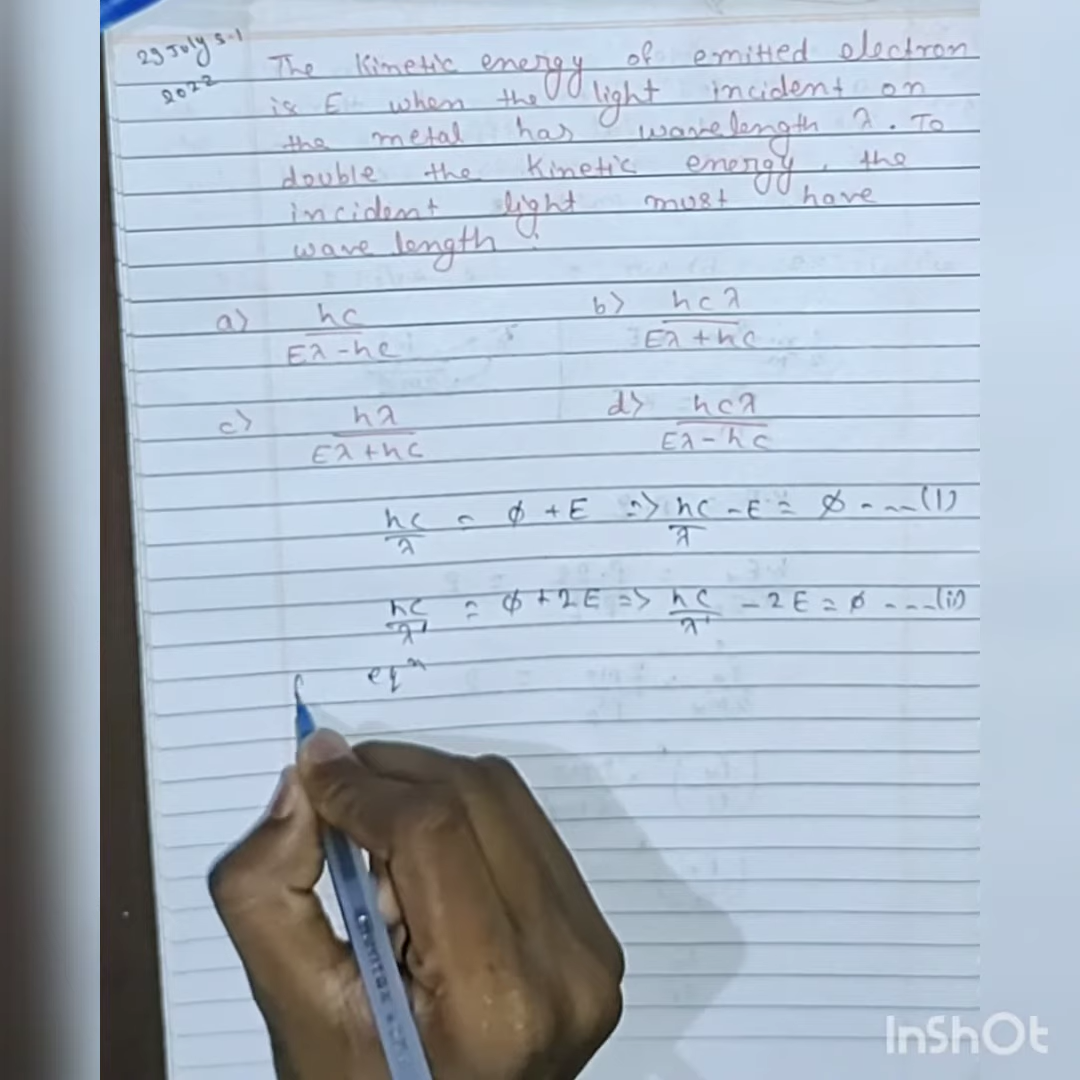 29 July S-1
2022
The Kinetic energy of emitted electron
is E when the light incident on
the metal has wavelength λ. To
double the Kinetic energy, the
incident light must have
wave length :
a) hc / Eλ - hc b) hcλ / Eλ + hc
c) hλ / Eλ + hc d) hcλ / Eλ - hc
hc / λ = φ + E => hc / λ - E = φ ---- (I)
hc / λ' = φ + 2E => hc / λ' - 2E = φ ---- (ii)
eqⁿ
InShOt